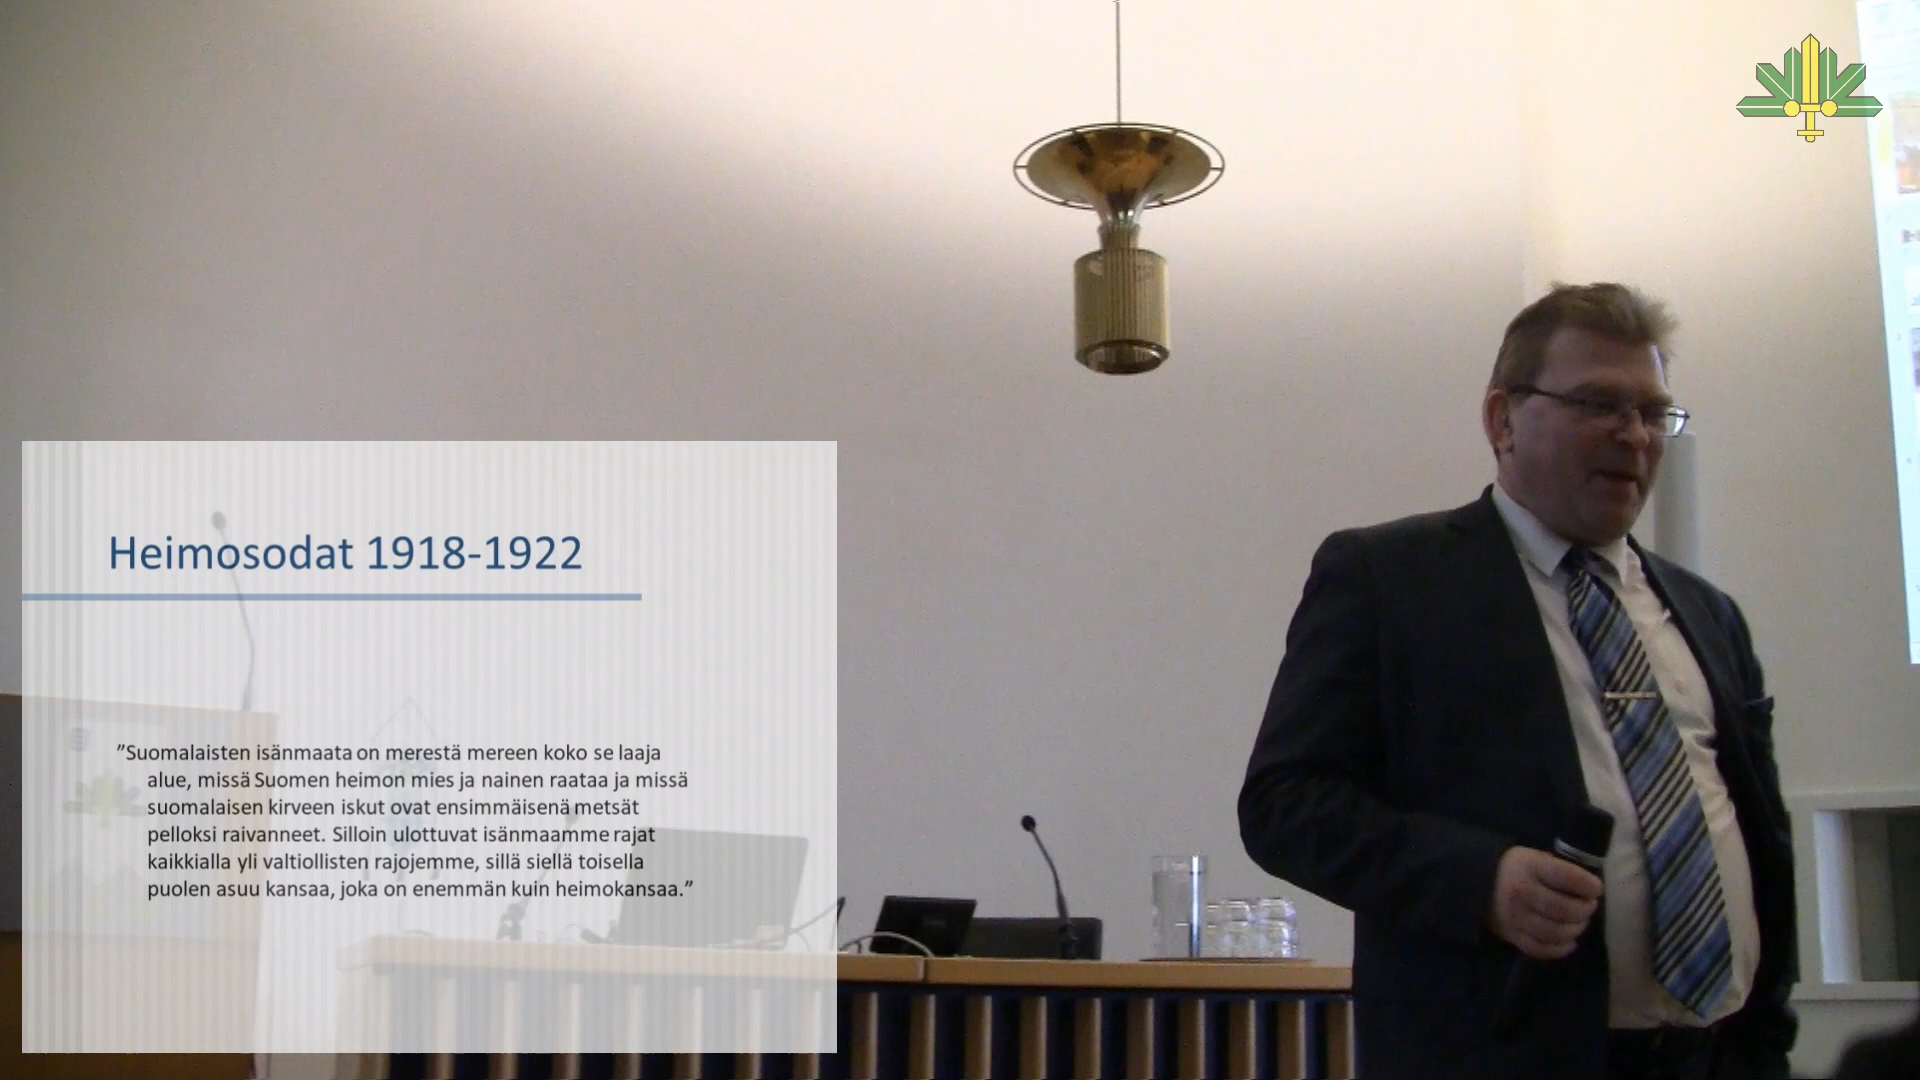 Heimosodat 1918-1922
”Suomalaisten isänmaata on merestä mereen koko se laaja
alue, missä Suomen heimon mies ja nainen raataa ja missä
suomalaisen kirveen iskut ovat ensimmäisenä metsät
pelloksi raivanneet. Silloin ulottuvat isänmaamme rajat
kaikkialla yli valtiollisten rajojemme, sillä siellä toisella
puolen asuu kansaa, joka on enemmän kuin heimokansaa.”